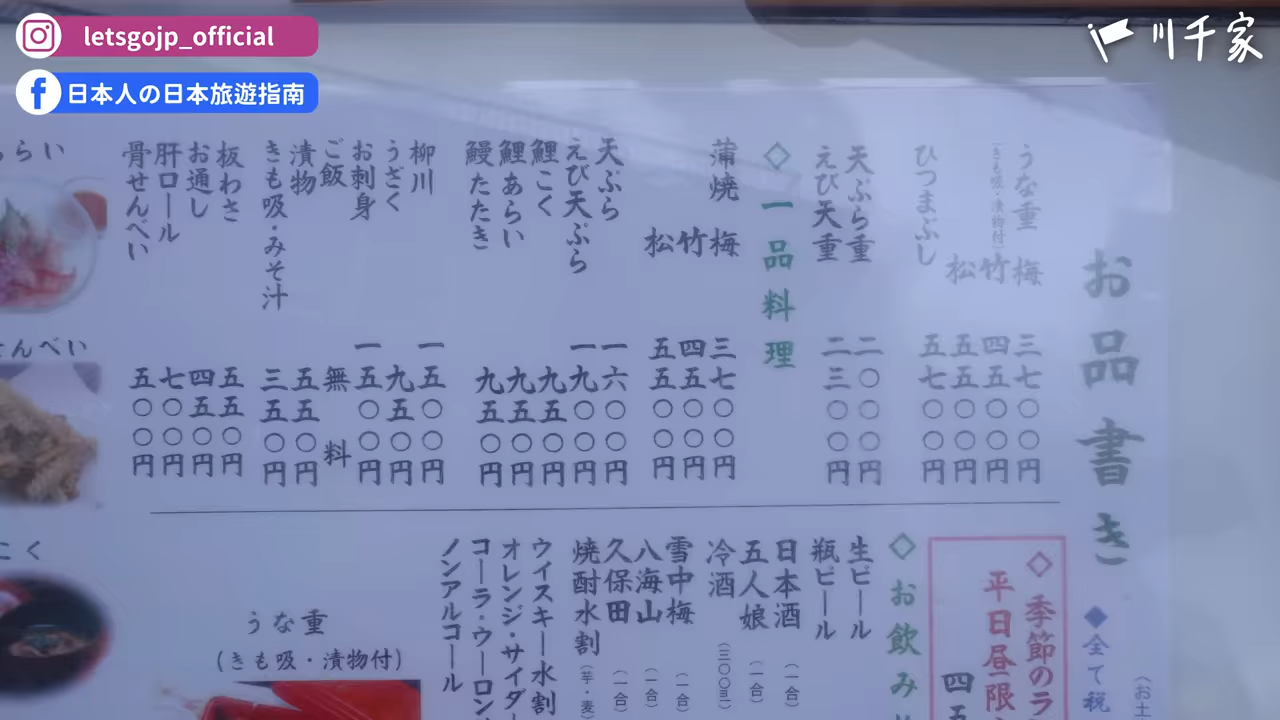 letsgojp_official
日本人の日本旅遊指南
川千家
お品書き
うな重 梅 三七〇〇円
(きも吸・漬物付) 竹 四五〇〇円
松 五五〇〇円
ひつまぶし 五七〇〇円
天ぷら重 二〇〇〇円
えび天重 二三〇〇円
◇一品料理
蒲焼 梅 三七〇〇円
竹 四五〇〇円
松 五五〇〇円
天ぷら 一六〇〇円
えび天ぷら 一九〇〇円
鯉こく 九五〇円
鯉あらい 九五〇円
鰻たたき 九五〇円
柳川 一五〇〇円
うざく 九五〇円
お刺身 一五〇〇円
ご飯 無料
漬物 五五〇円
きも吸・みそ汁 三五〇円
板わさ 五五〇円
お通し 四五〇円
肝ロール 七〇〇円
骨せんべい 五〇〇円
らい
せんべい
こく
◆全て税
(お土
◇季節のラ
平日昼限
四五
◇お飲み
生ビール
瓶ビール
日本酒 (一合)
五人娘 (一合)
冷酒 (三〇〇ml)
雪中梅 (一合)
八海山 (一合)
久保田 (一合)
焼酎水割 (芋・麦)
ウイスキー水割
オレンジ・サイダー
コーラ・ウーロン
ノンアルコール
うな重
(きも吸・漬物付)